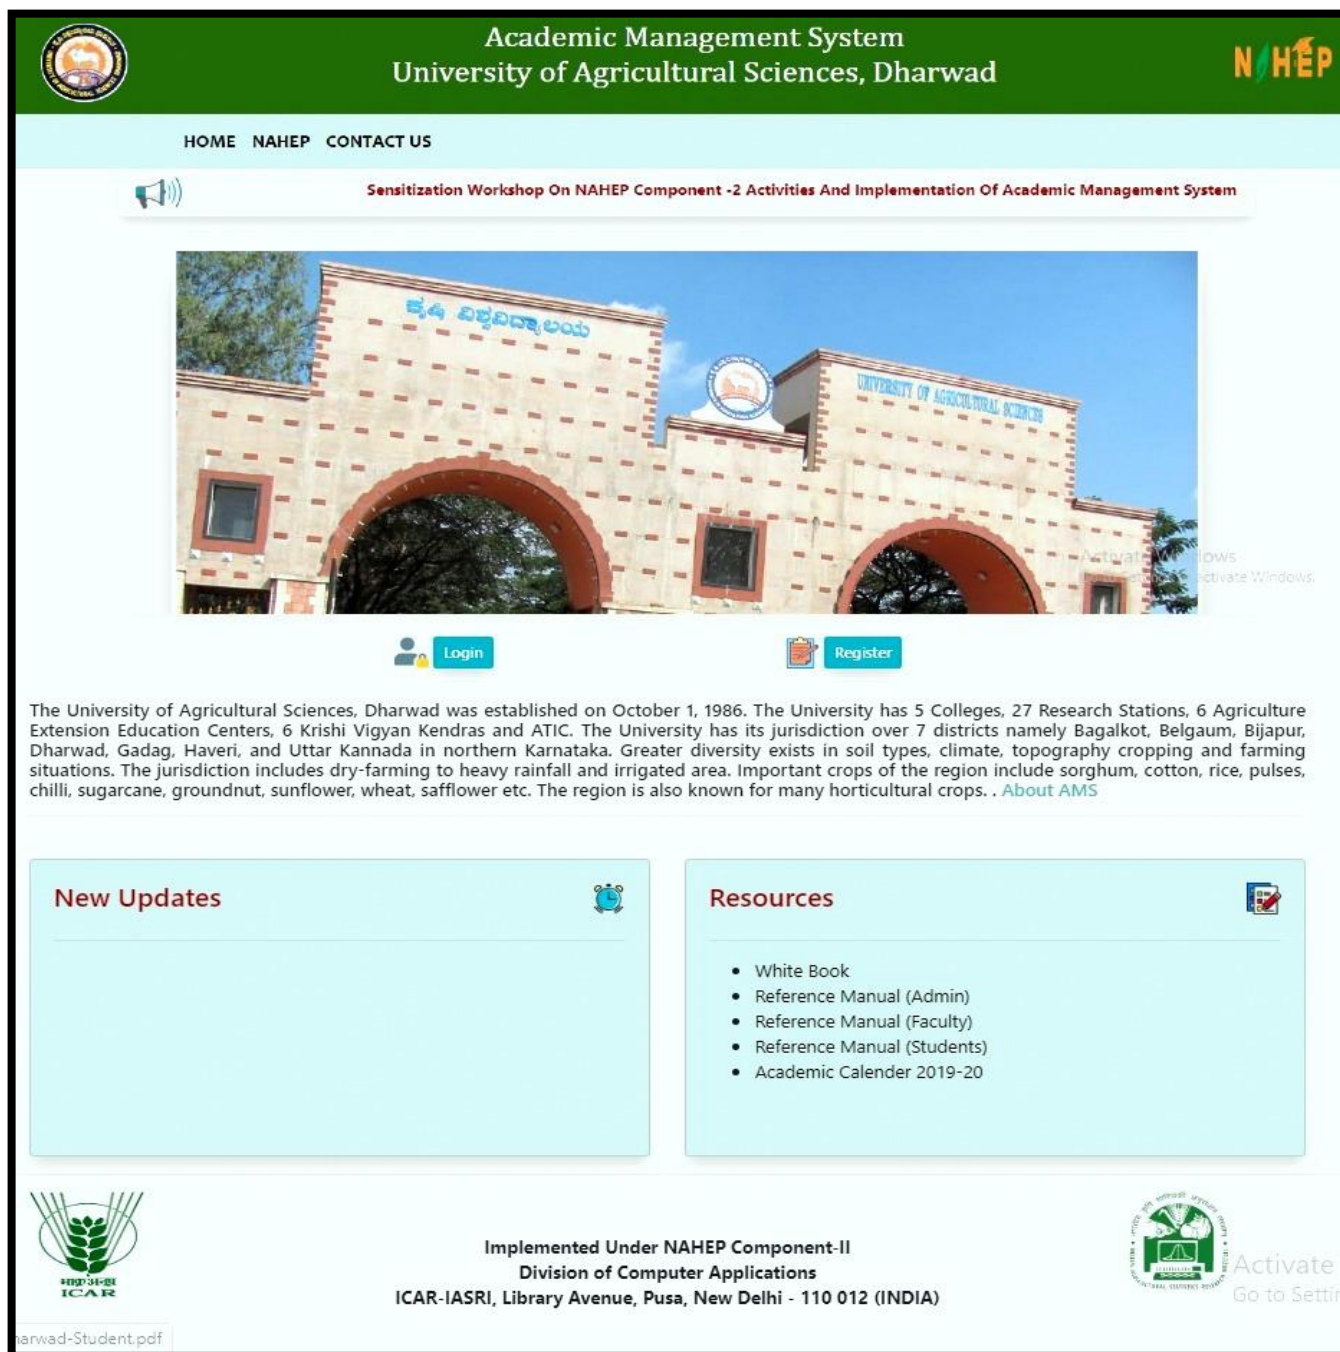 Academic Management System
University of Agricultural Sciences, Dharwad
NAHEP
HOME NAHEP CONTACT US
Sensitization Workshop On NAHEP Component -2 Activities And Implementation Of Academic Management System
ಕೃಷಿ ವಿಶ್ವವಿದ್ಯಾಲಯ
UNIVERSITY OF AGRICULTURAL SCIENCES
Activate Windows
activate Windows.
Login
Register
The University of Agricultural Sciences, Dharwad was established on October 1, 1986. The University has 5 Colleges, 27 Research Stations, 6 Agriculture
Extension Education Centers, 6 Krishi Vigyan Kendras and ATIC. The University has its jurisdiction over 7 districts namely Bagalkot, Belgaum, Bijapur,
Dharwad, Gadag, Haveri, and Uttar Kannada in northern Karnataka. Greater diversity exists in soil types, climate, topography cropping and farming
situations. The jurisdiction includes dry-farming to heavy rainfall and irrigated area. Important crops of the region include sorghum, cotton, rice, pulses,
chilli, sugarcane, groundnut, sunflower, wheat, safflower etc. The region is also known for many horticultural crops. . About AMS
New Updates
Resources
White Book
Reference Manual (Admin)
Reference Manual (Faculty)
Reference Manual (Students)
Academic Calender 2019-20
ICAR
Implemented Under NAHEP Component-II
Division of Computer Applications
ICAR-IASRI, Library Avenue, Pusa, New Delhi - 110 012 (INDIA)
Activate
Go to Settin
harwad-Student.pdf